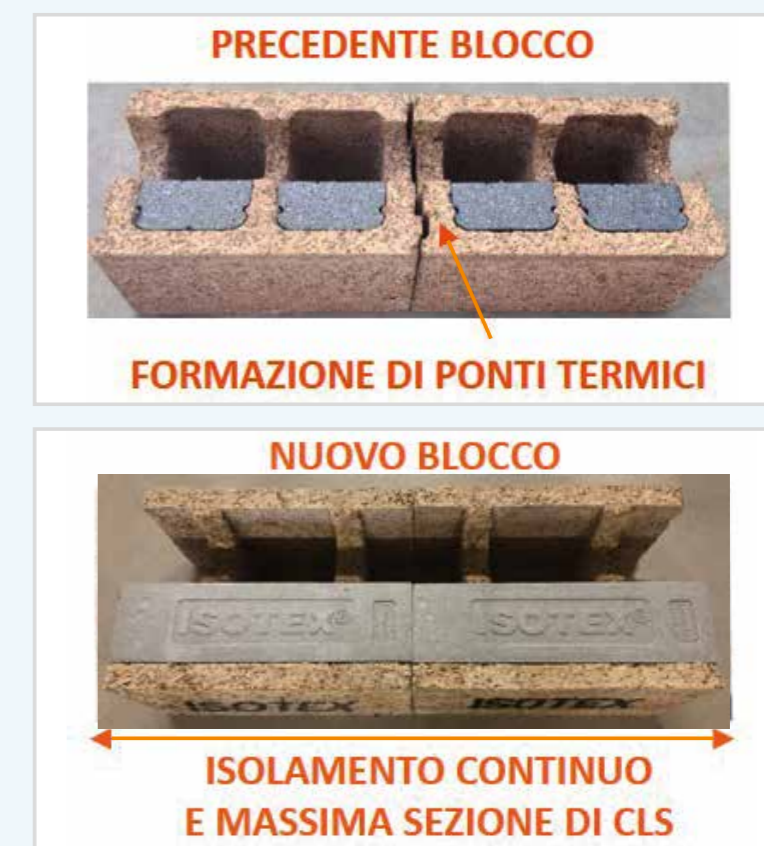 PRECEDENTE BLOCCO
FORMAZIONE DI PONTI TERMICI
NUOVO BLOCCO
ISOTEX® ISOTEX®
ISOTEX ISOTEX
ISOLAMENTO CONTINUO
E MASSIMA SEZIONE DI CLS